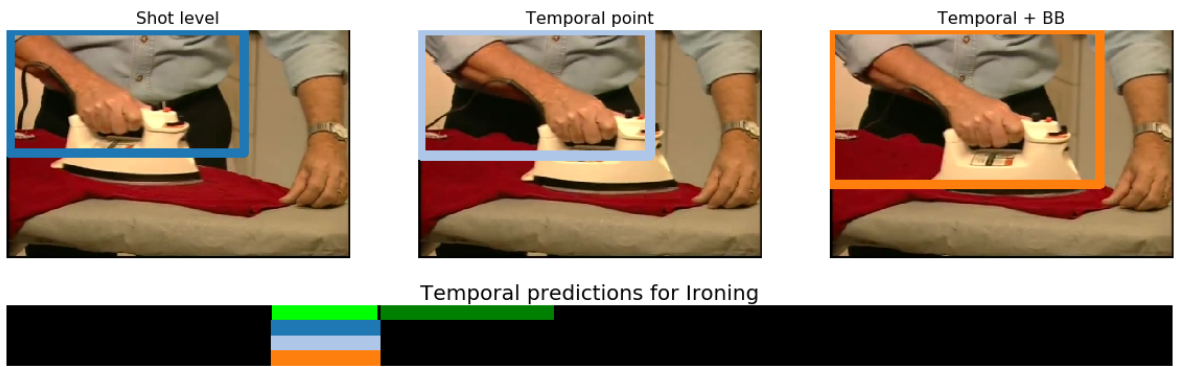 Shot level
Temporal point
Temporal + BB
Temporal predictions for Ironing